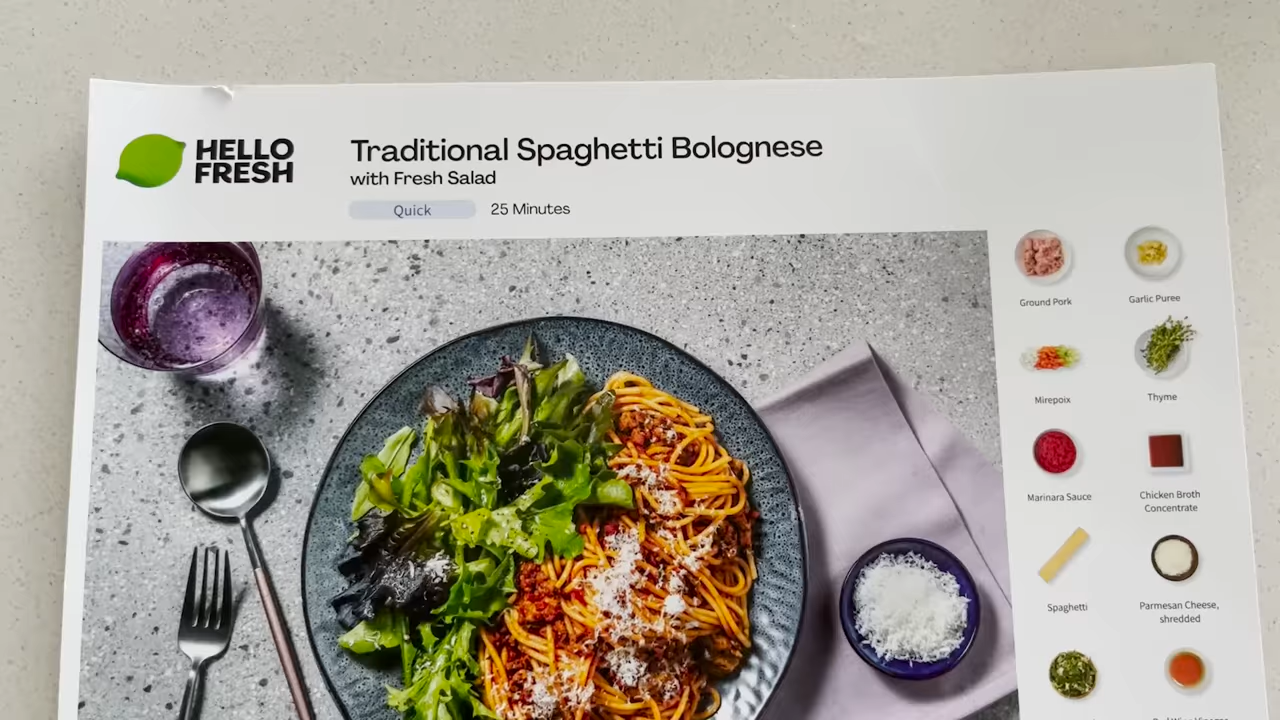 HELLO
FRESH
Traditional Spaghetti Bolognese
with Fresh Salad
Quick
25 Minutes
Ground Pork
Garlic Puree
Mirepoix
Thyme
Marinara Sauce
Chicken Broth
Concentrate
Spaghetti
Parmesan Cheese,
shredded